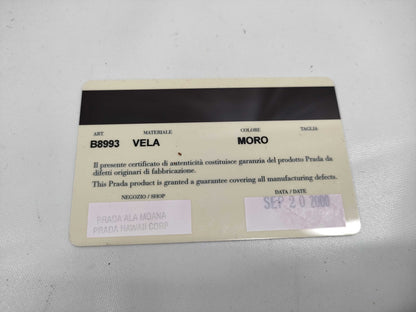 ART MATERIALE COLORE TAGLIA
B8993 VELA MORO
Il presente certificato di autenticità costituisce garanzia del prodotto Prada da
difetti originari di fabbricazione.
This Prada product is granted a guarantee covering all manufacturing defects.
NEGOZIO / SHOP DATA / DATE
PRADA ALA MOANA
PRADA HAWAII CORP
SEP 20 2000